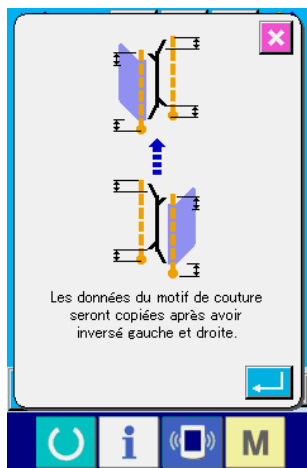 Les données du motif de couture
seront copiées après avoir
inversé gauche et droite.
i
M